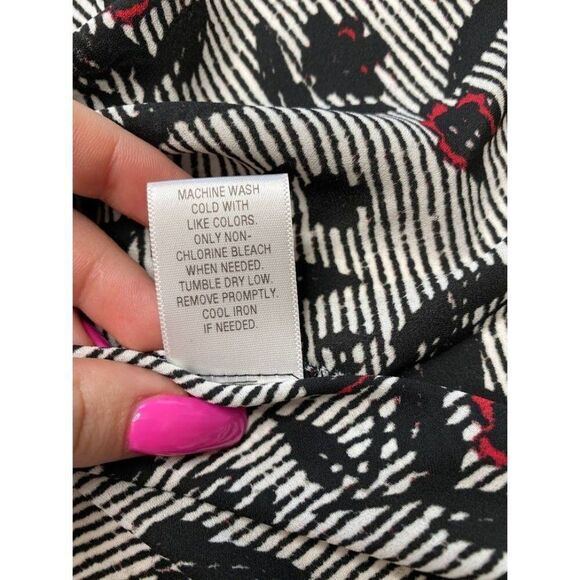 MACHINE WASH
COLD WITH
LIKE COLORS.
ONLY NON-
CHLORINE BLEACH
WHEN NEEDED.
TUMBLE DRY LOW.
REMOVE PROMPTLY.
COOL IRON
IF NEEDED.